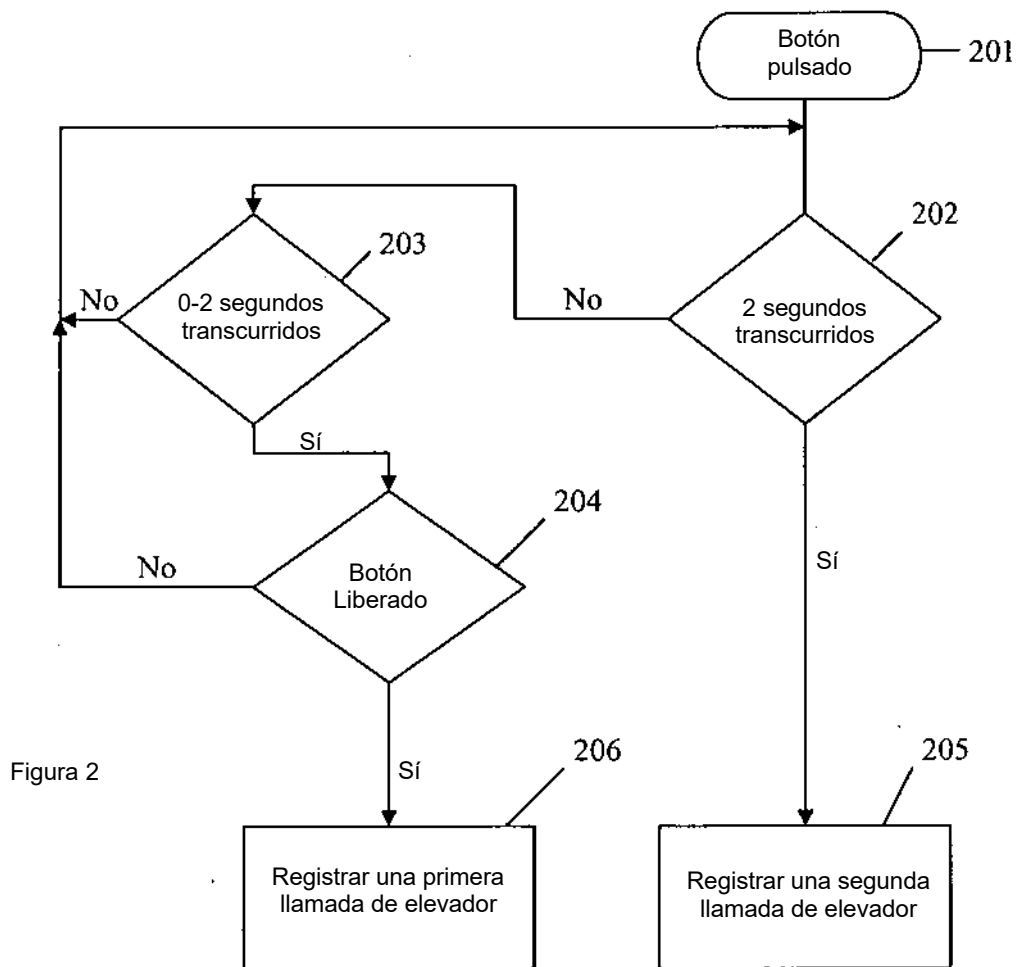 Botón
pulsado
201
202
203
No
0-2 segundos
transcurridos
No
2 segundos
transcurridos
Sí
204
No
Botón
Liberado
Sí
Figura 2
206
Sí
205
Registrar una primera
llamada de elevador
Registrar una segunda
llamada de elevador